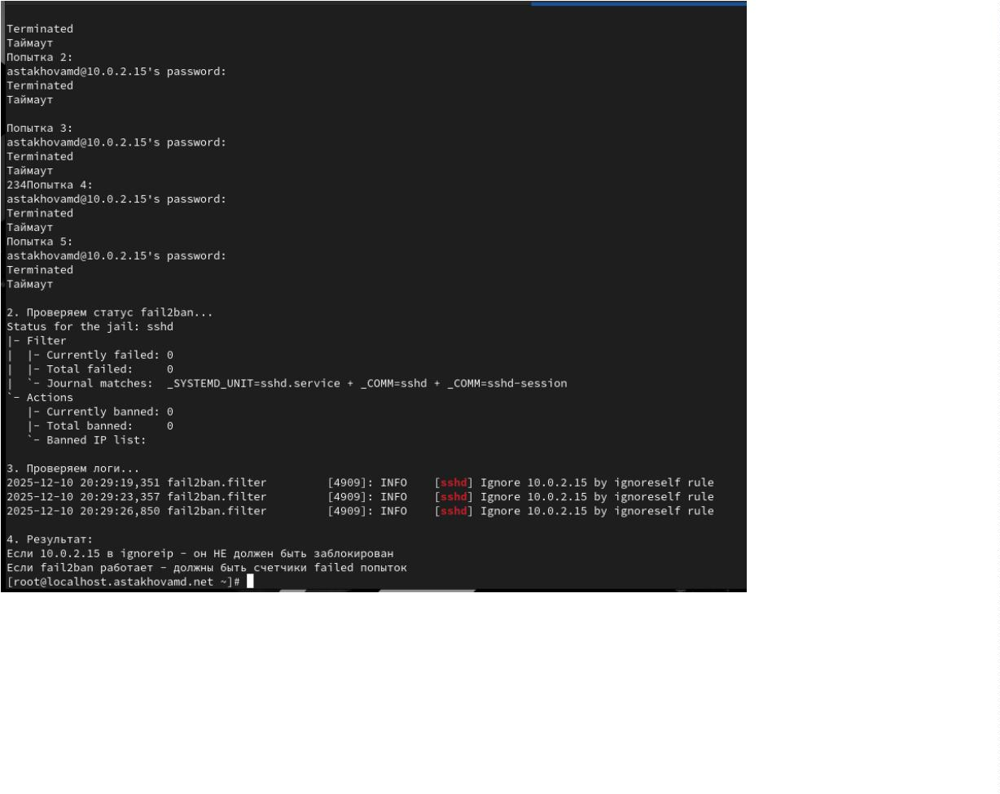 Terminated
Таймаут
Попытка 2:
astakhovamd@10.0.2.15's password:
Terminated
Таймаут
Попытка 3:
astakhovamd@10.0.2.15's password:
Terminated
Таймаут
234Попытка 4:
astakhovamd@10.0.2.15's password:
Terminated
Таймаут
Попытка 5:
astakhovamd@10.0.2.15's password:
Terminated
Таймаут
2. Проверяем статус fail2ban...
Status for the jail: sshd
|- Filter
|  |- Currently failed: 0
|  |- Total failed:     0
|  `- Journal matches:  _SYSTEMD_UNIT=sshd.service + _COMM=sshd + _COMM=sshd-session
`- Actions
   |- Currently banned: 0
   |- Total banned:     0
   `- Banned IP list:
3. Проверяем логи...
2025-12-10 20:29:19,351 fail2ban.filter         [4909]: INFO    [sshd] Ignore 10.0.2.15 by ignoreself rule
2025-12-10 20:29:23,357 fail2ban.filter         [4909]: INFO    [sshd] Ignore 10.0.2.15 by ignoreself rule
2025-12-10 20:29:26,850 fail2ban.filter         [4909]: INFO    [sshd] Ignore 10.0.2.15 by ignoreself rule
4. Результат:
Если 10.0.2.15 в ignoreip - он НЕ должен быть заблокирован
Если fail2ban работает - должны быть счетчики failed попыток
[root@localhost.astakhovamd.net ~]#